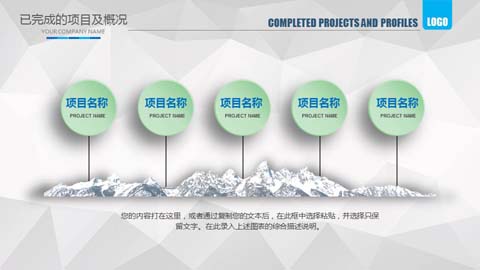 已完成的项目及概况
YOUR COMPANY NAME
COMPLETED PROJECTS AND PROFILES
LOGO
项目名称
PROJECT NAME
项目名称
PROJECT NAME
项目名称
PROJECT NAME
项目名称
PROJECT NAME
项目名称
PROJECT NAME
您的内容打在这里，或者通过复制您的文本后，在此框中选择粘贴，并选择只保
留文字。在此录入上述图表的综合描述说明。